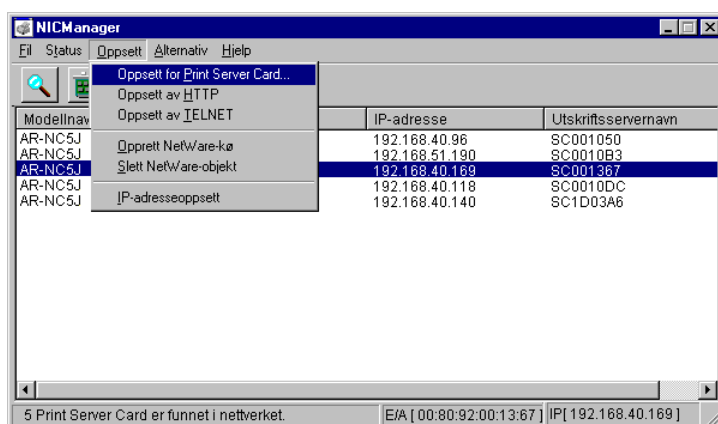 NICManager
Fil Status Oppsett Alternativ Hjelp
Oppsett for Print Server Card...
Oppsett av HTTP
Oppsett av TELNET
Opprett NetWare-kø
Slett NetWare-objekt
IP-adresseoppsett
Modellnav IP-adresse Utskriftsservernavn
AR-NC5J 192.168.40.96 SC001050
AR-NC5J 192.168.51.190 SC0010B3
AR-NC5J 192.168.40.169 SC001367
AR-NC5J 192.168.40.118 SC0010DC
AR-NC5J 192.168.40.140 SC1D03A6
5 Print Server Card er funnet i nettverket. E/A [ 00:80:92:00:13:67 ] IP[ 192.168.40.169 ]